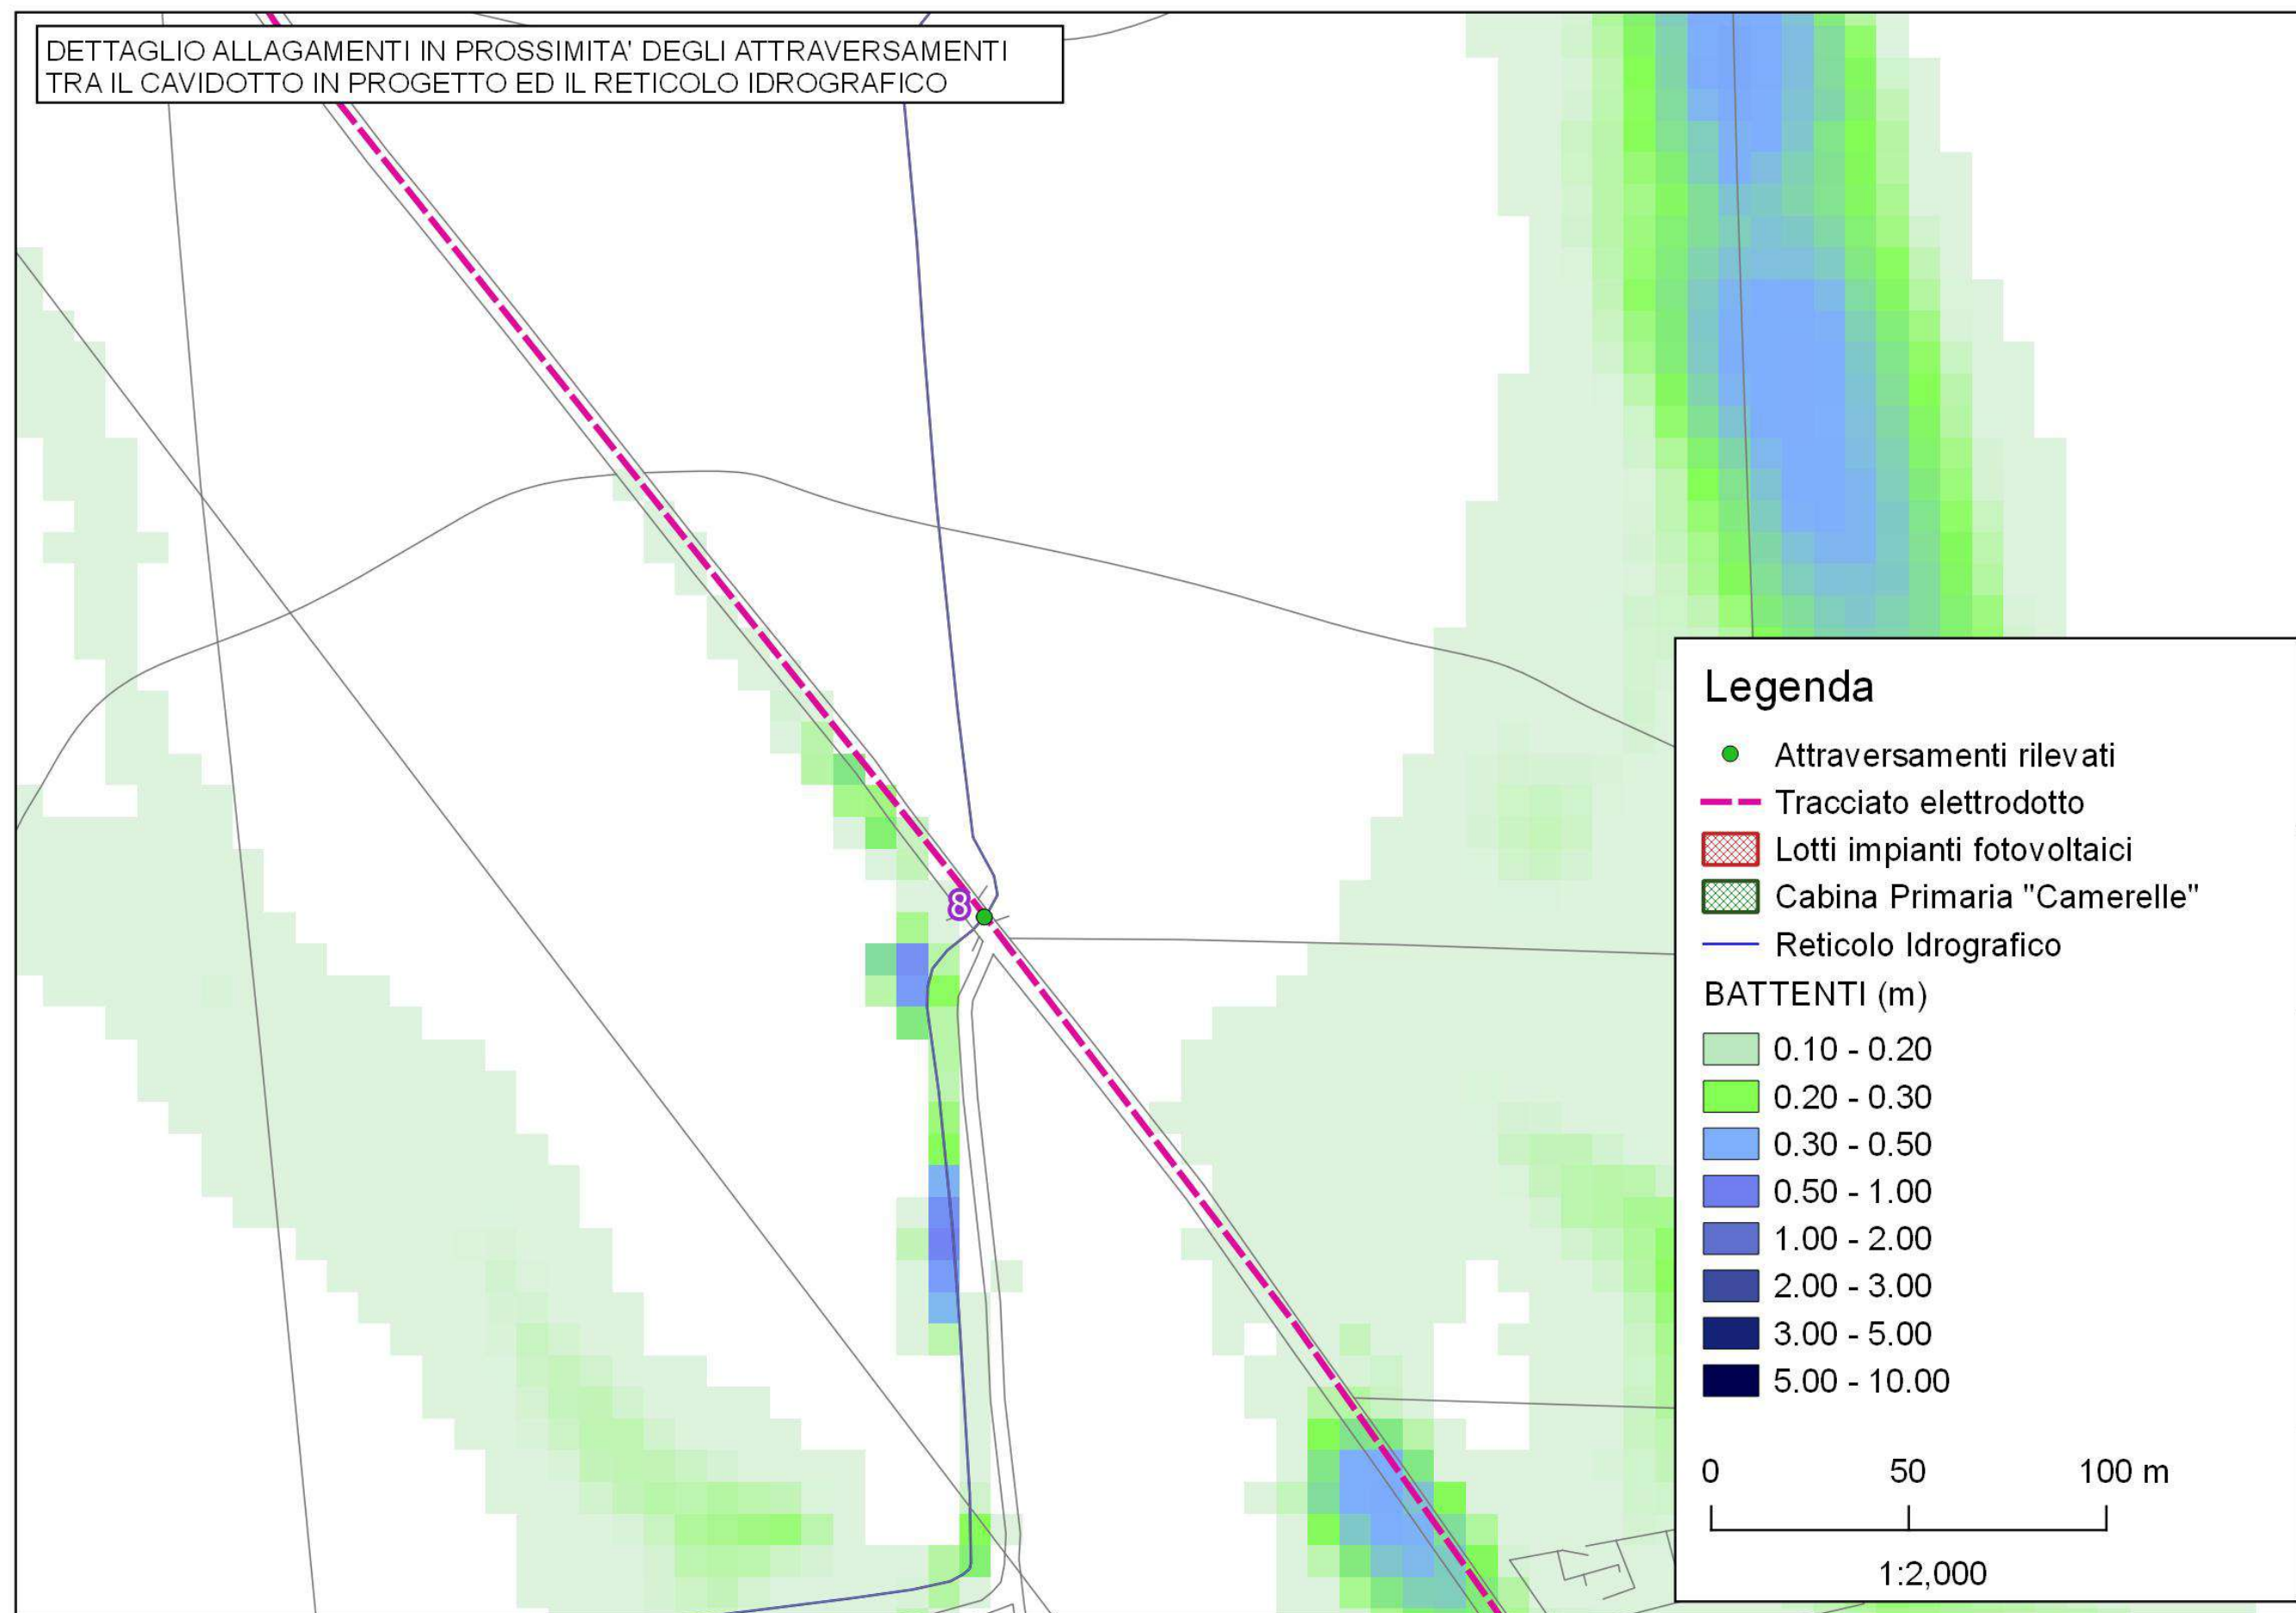 DETTAGLIO ALLAGAMENTI IN PROSSIMITA' DEGLI ATTRAVERSAMENTI
TRA IL CAVIDOTTO IN PROGETTO ED IL RETICOLO IDROGRAFICO
8
Legenda
Attraversamenti rilevati
Tracciato elettrodotto
Lotti impianti fotovoltaici
Cabina Primaria "Camerelle"
Reticolo Idrografico
BATTENTI (m)
0.10 - 0.20
0.20 - 0.30
0.30 - 0.50
0.50 - 1.00
1.00 - 2.00
2.00 - 3.00
3.00 - 5.00
5.00 - 10.00
0 50 100 m
1:2,000